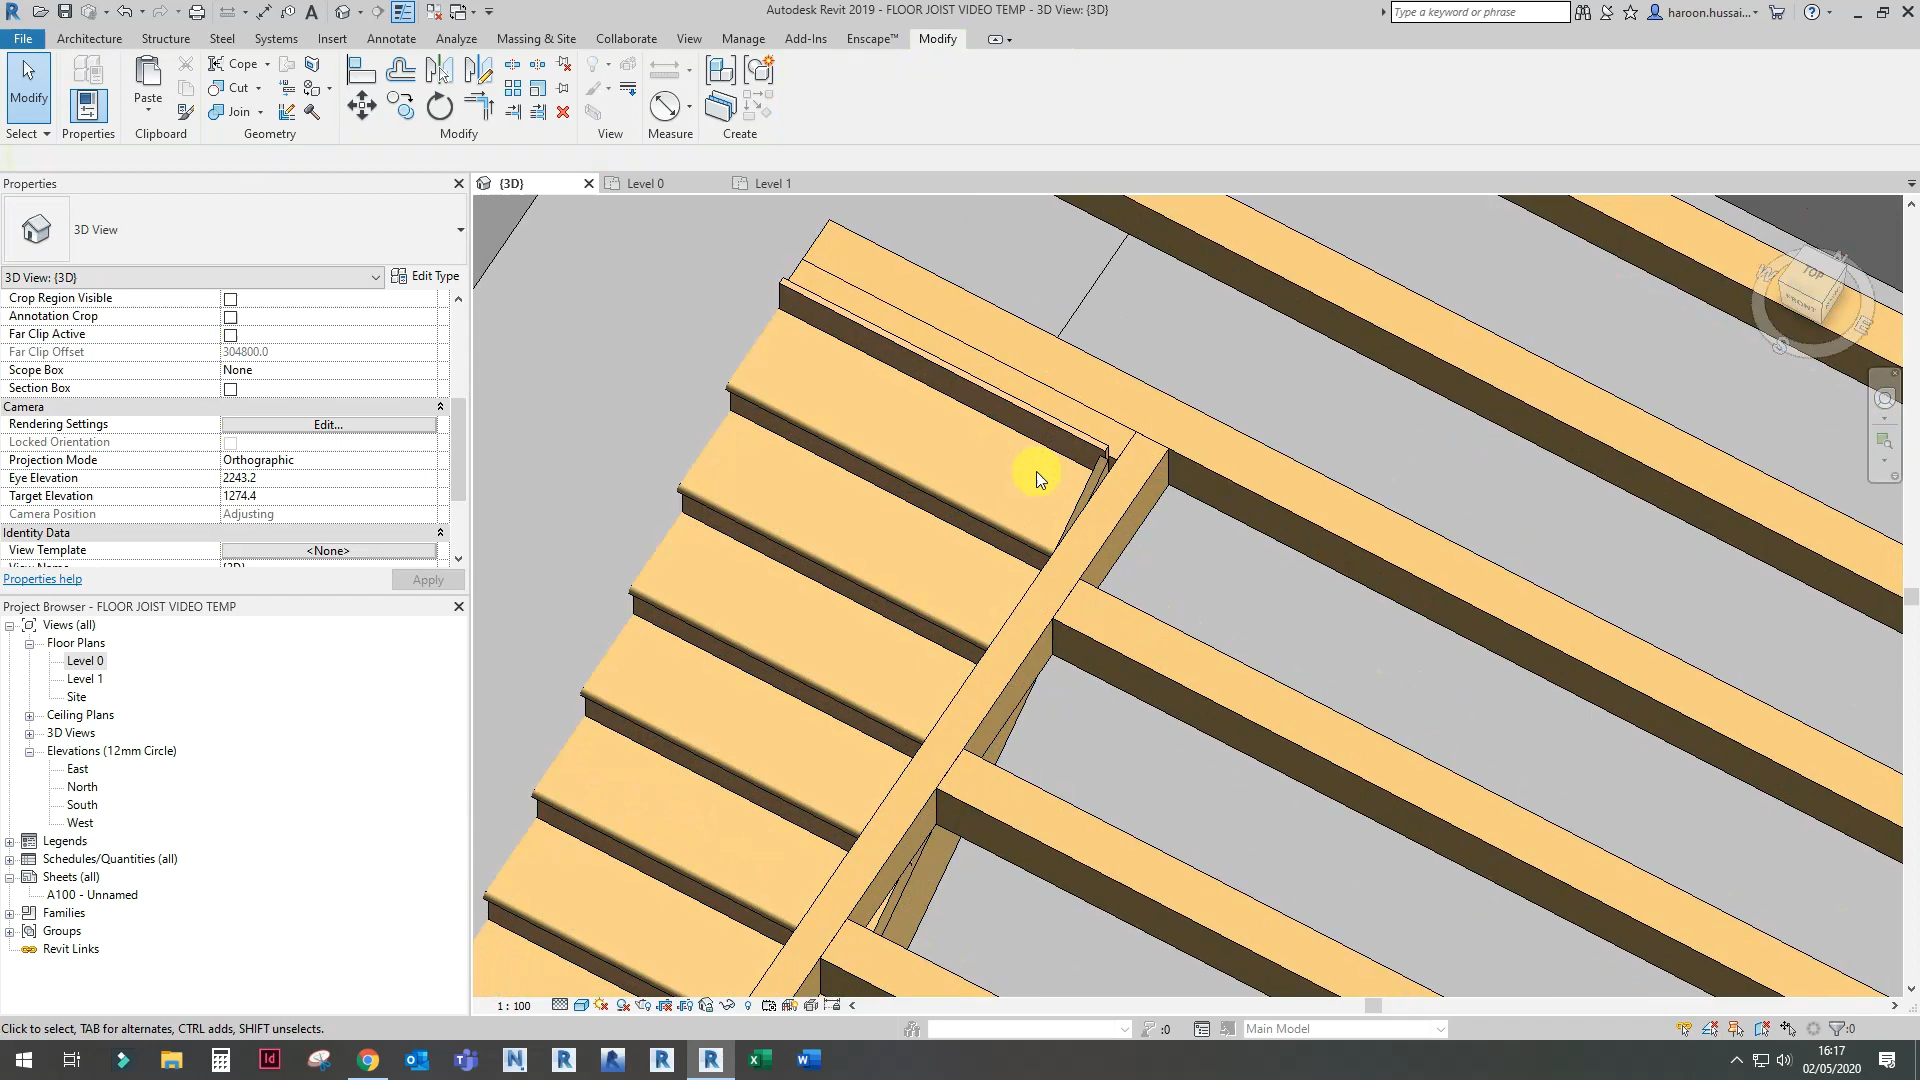 Autodesk Revit 2019 - FLOOR JOIST VIDEO TEMP - 3D View: {3D}
Type a keyword or phrase
haroon.hussai...
File Architecture Structure Steel Systems Insert Annotate Analyze Massing & Site Collaborate View Manage Add-Ins Enscape™ Modify
Modify
Paste
Cope
Cut
Join
Select Properties Clipboard Geometry Modify View Measure Create
Properties
3D View
3D View: {3D}
Edit Type
Crop Region Visible
Annotation Crop
Far Clip Active
Far Clip Offset 304800.0
Scope Box None
Section Box
Camera
Rendering Settings Edit...
Locked Orientation
Projection Mode Orthographic
Eye Elevation 2243.2
Target Elevation 1274.4
Camera Position Adjusting
Identity Data
View Template <None>
Properties help
Apply
Project Browser - FLOOR JOIST VIDEO TEMP
Views (all)
Floor Plans
Level 0
Level 1
Site
Ceiling Plans
3D Views
Elevations (12mm Circle)
East
North
South
West
Legends
Schedules/Quantities (all)
Sheets (all)
A100 - Unnamed
Families
Groups
Revit Links
{3D}
Level 0
Level 1
TOP
FRONT
1 : 100
Click to select, TAB for alternates, CTRL adds, SHIFT unselects.
:0
Main Model
:0
16:17
02/05/2020